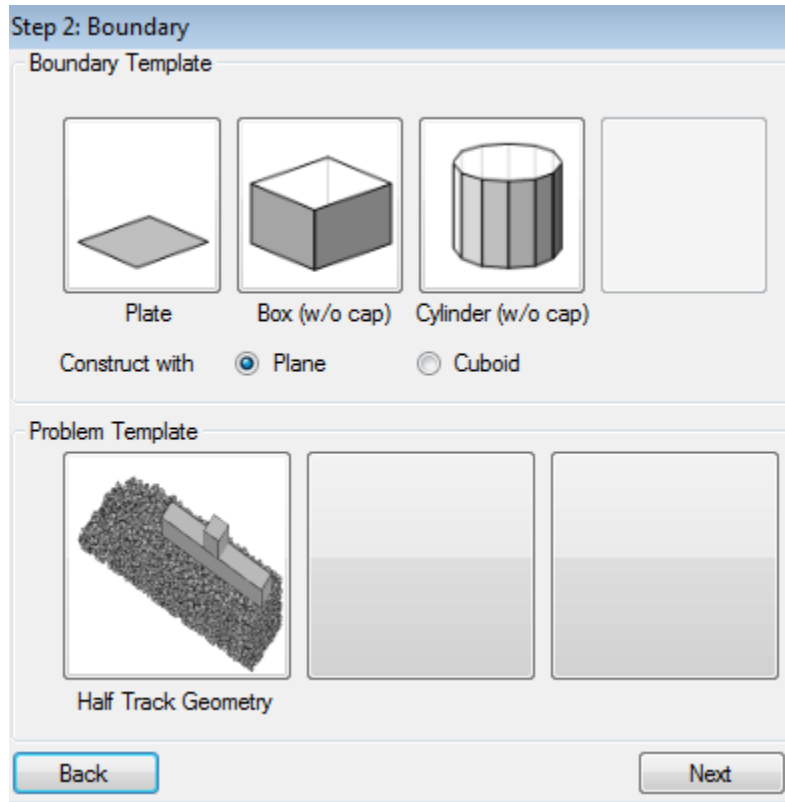 Step 2: Boundary
Boundary Template
Plate
Box (w/o cap)
Cylinder (w/o cap)
Construct with
Plane
Cuboid
Problem Template
Half Track Geometry
Back
Next